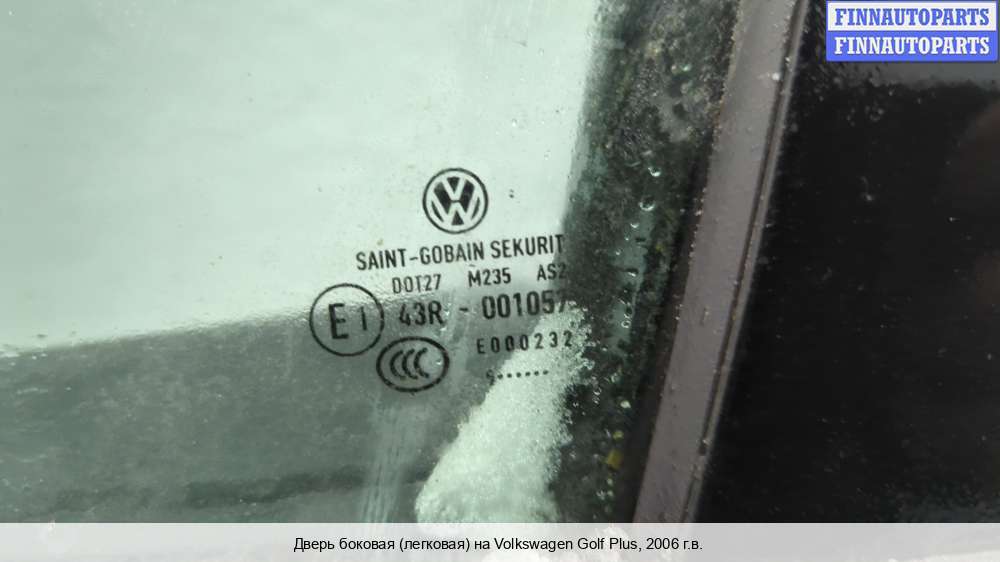 FINNAUTOPARTS
FINNAUTOPARTS
SAINT-GOBAIN SEKURIT
DOT27 M235 AS2
E1 43R - 001057
E000232
CCC
Дверь боковая (легковая) на Volkswagen Golf Plus, 2006 г.в.